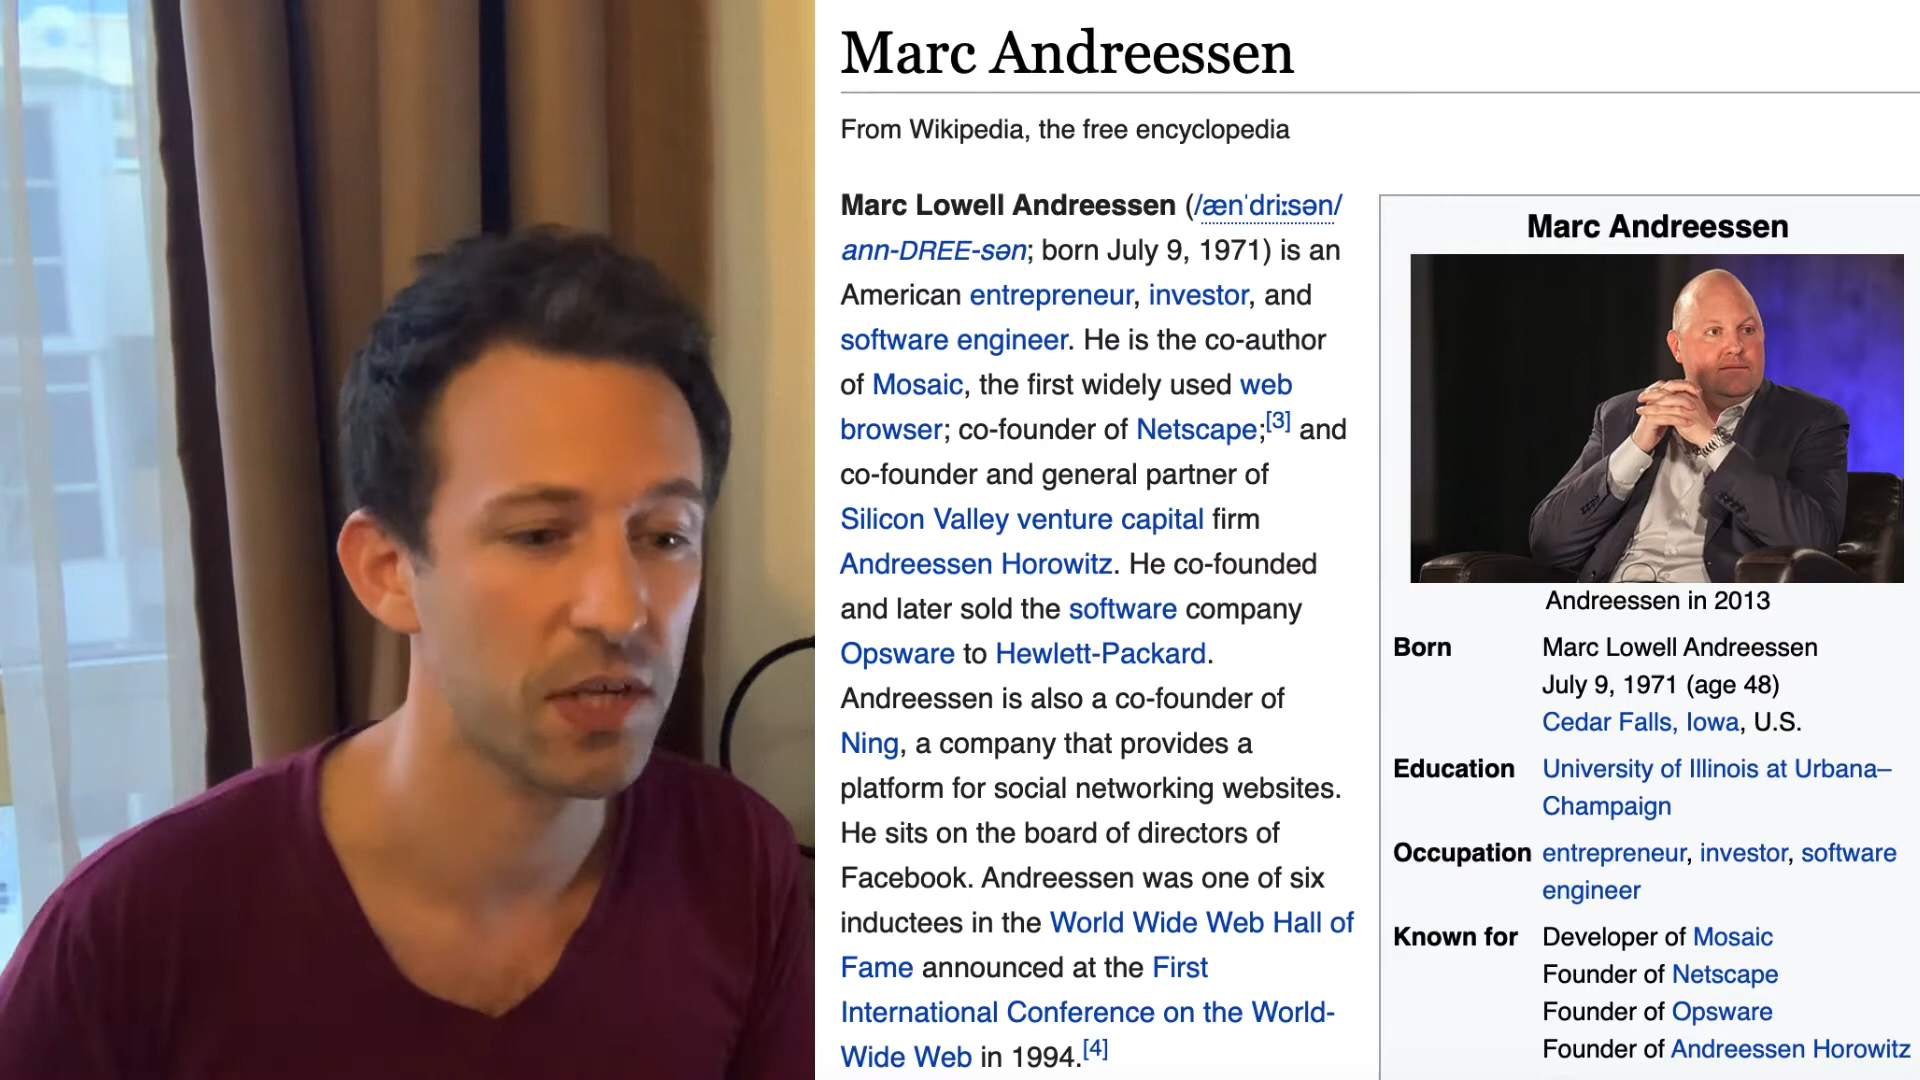 Marc Andreessen
From Wikipedia, the free encyclopedia
Marc Lowell Andreessen (/ænˈdriːsən/
ann-DREE-sən; born July 9, 1971) is an
American entrepreneur, investor, and
software engineer. He is the co-author
of Mosaic, the first widely used web
browser; co-founder of Netscape;[3] and
co-founder and general partner of
Silicon Valley venture capital firm
Andreessen Horowitz. He co-founded
and later sold the software company
Opsware to Hewlett-Packard.
Andreessen is also a co-founder of
Ning, a company that provides a
platform for social networking websites.
He sits on the board of directors of
Facebook. Andreessen was one of six
inductees in the World Wide Web Hall of
Fame announced at the First
International Conference on the World-
Wide Web in 1994.[4]
Marc Andreessen
Andreessen in 2013
Born Marc Lowell Andreessen
July 9, 1971 (age 48)
Cedar Falls, Iowa, U.S.
Education University of Illinois at Urbana–
Champaign
Occupation entrepreneur, investor, software
engineer
Known for Developer of Mosaic
Founder of Netscape
Founder of Opsware
Founder of Andreessen Horowitz